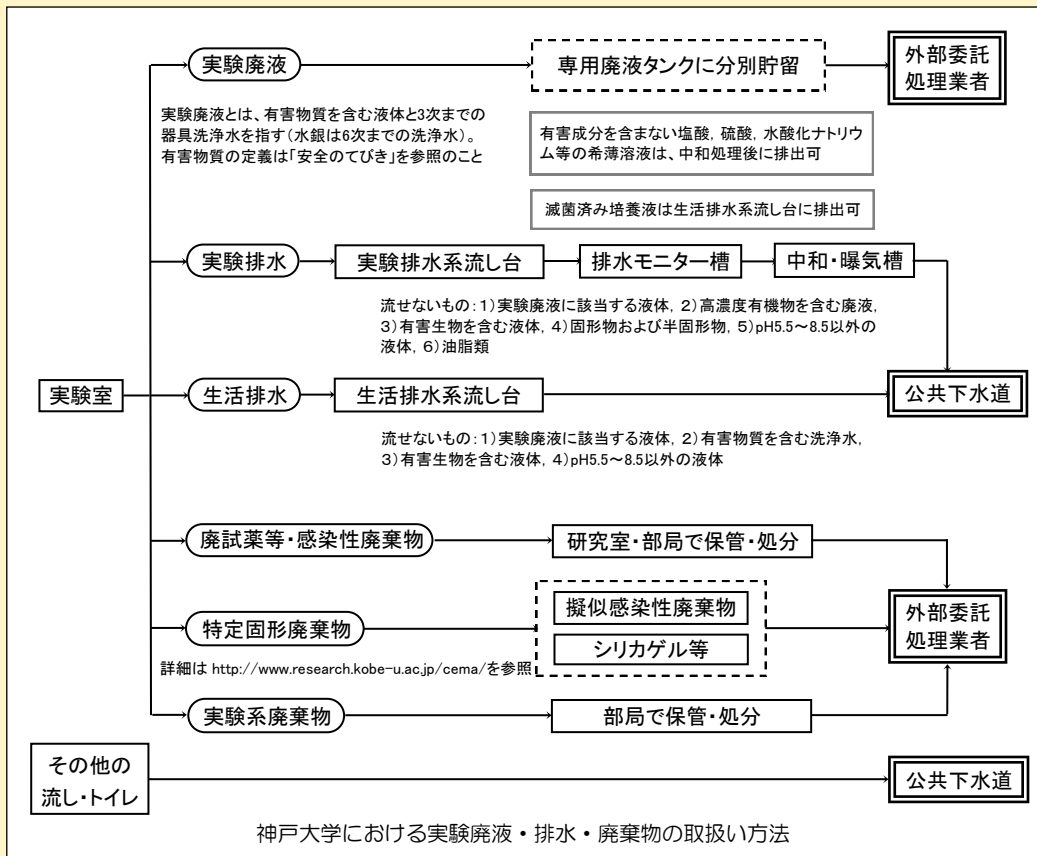 実験廃液
専用廃液タンクに分別貯留
外部委託
処理業者
実験廃液とは、有害物質を含む液体と3次までの
器具洗浄水を指す(水銀は6次までの洗浄水)。
有害物質の定義は「安全のてびき」を参照のこと
有害成分を含まない塩酸, 硫酸, 水酸化ナトリウ
ム等の希薄溶液は、中和処理後に排出可
滅菌済み培養液は生活排水系流し台に排出可
実験排水
実験排水系流し台
排水モニター槽
中和・曝気槽
流せないもの:1)実験廃液に該当する液体, 2)高濃度有機物を含む廃液,
3)有害生物を含む液体, 4)固形物および半固形物, 5)pH5.5~8.5以外の
液体, 6)油脂類
実験室
生活排水
生活排水系流し台
公共下水道
流せないもの:1)実験廃液に該当する液体, 2)有害物質を含む洗浄水,
3)有害生物を含む液体, 4)pH5.5~8.5以外の液体
廃試薬等・感染性廃棄物
研究室・部局で保管・処分
特定固形廃棄物
擬似感染性廃棄物
シリカゲル等
外部委託
処理業者
詳細は http://www.research.kobe-u.ac.jp/cema/を参照
実験系廃棄物
部局で保管・処分
その他の
流し・トイレ
公共下水道
神戸大学における実験廃液・排水・廃棄物の取扱い方法